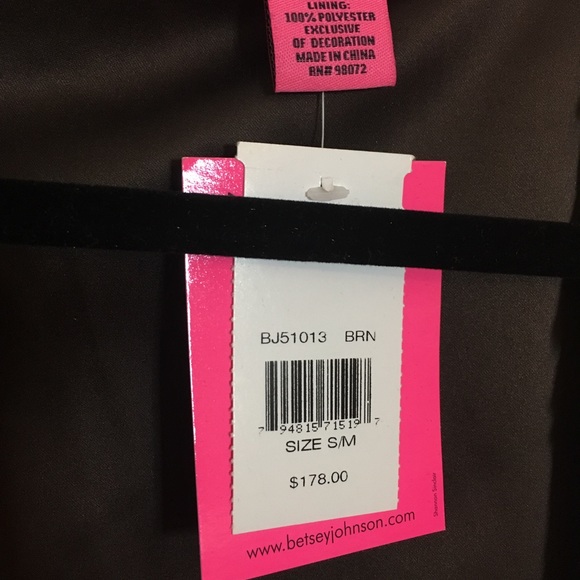 LINING:
100% POLYESTER
EXCLUSIVE
OF DECORATION
MADE IN CHINA
RN# 98072
BJ51013 BRN
7 94815 71519 7
SIZE S/M
$178.00
www.betseyjohnson.com